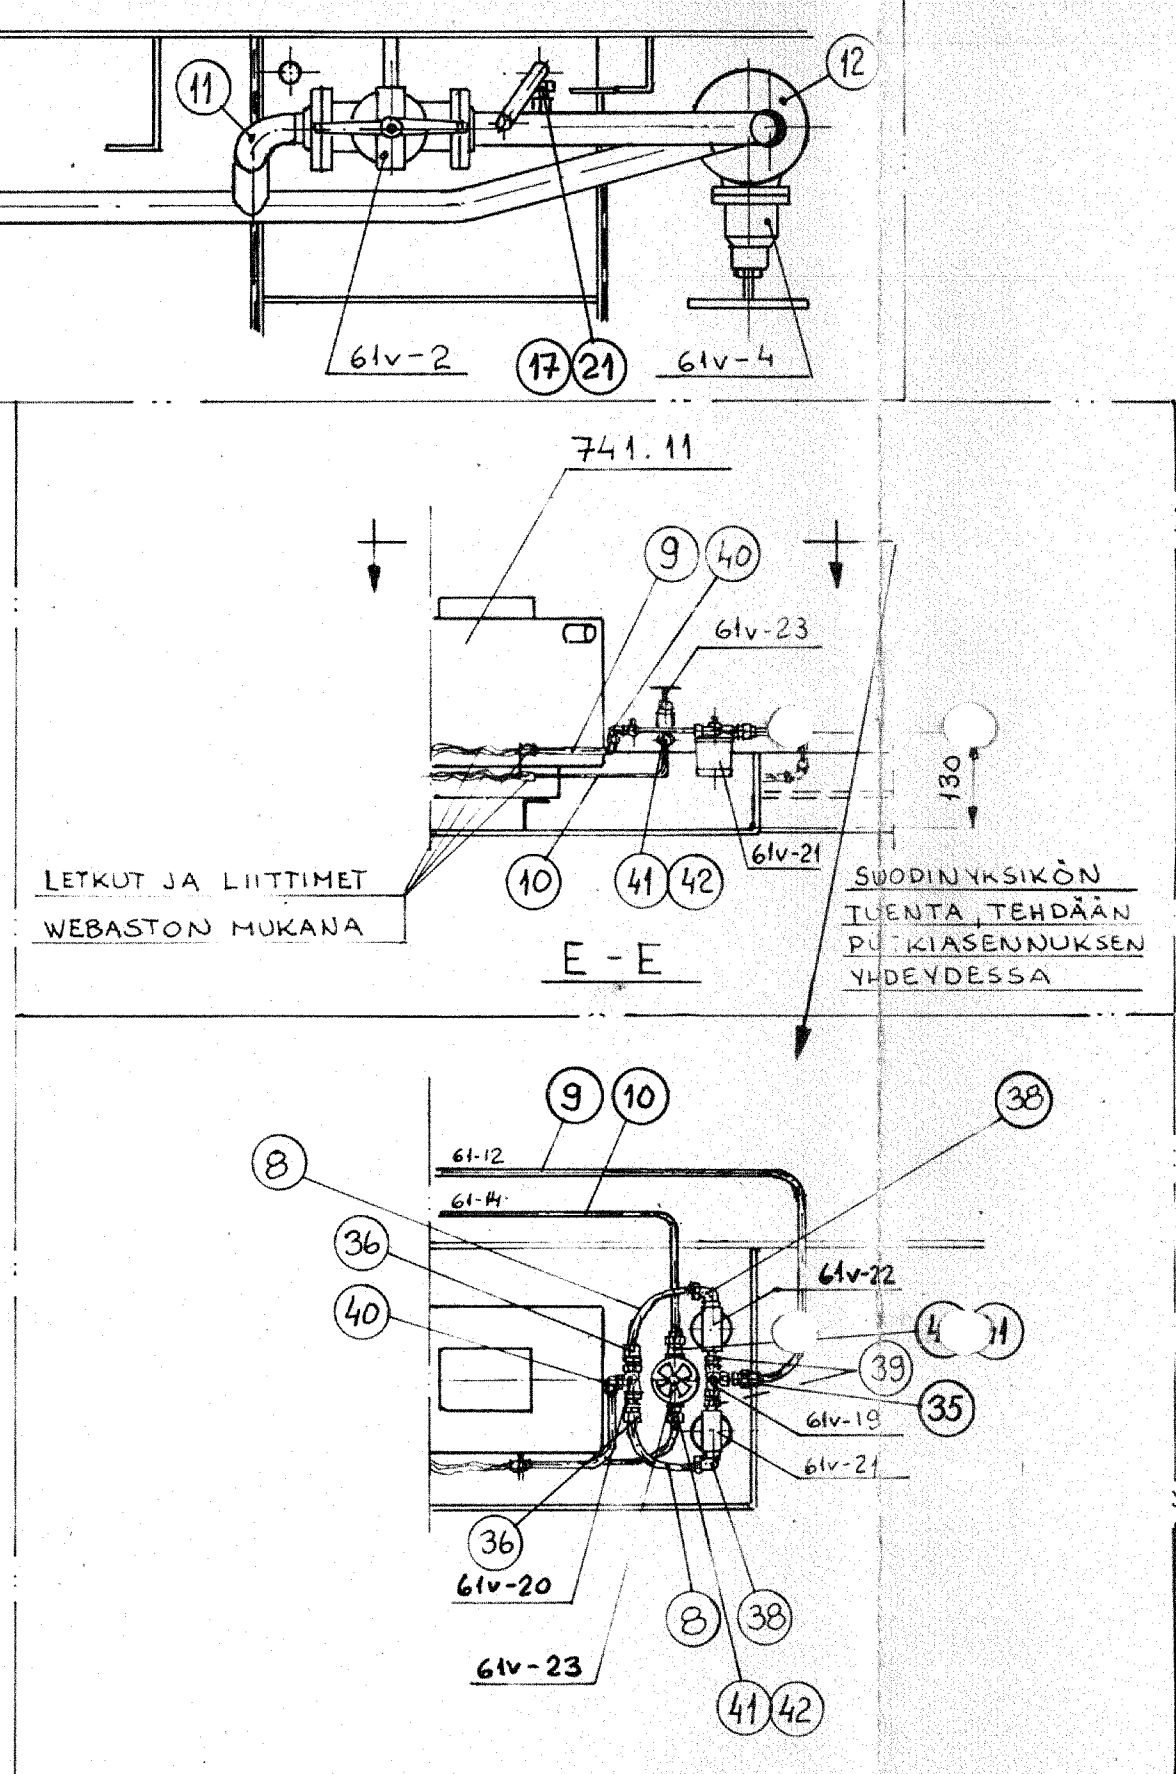 11
12
61v-2
17 21
61v-4
741.11
9 40
61v-23
130
10
41 42
61v-21
LETKUT JA LIITTIMET
WEBASTON MUKANA
E-E
SUODINYKSIKÖN
TUENTA, TEHDÄÄN
PUTKIASENNUKSEN
YHDEYDESSA
9 10
38
8
61-12
61-14
36
61v-22
40
39
35
61v-19
61v-21
36
61v-20
8 38
61v-23
41 42